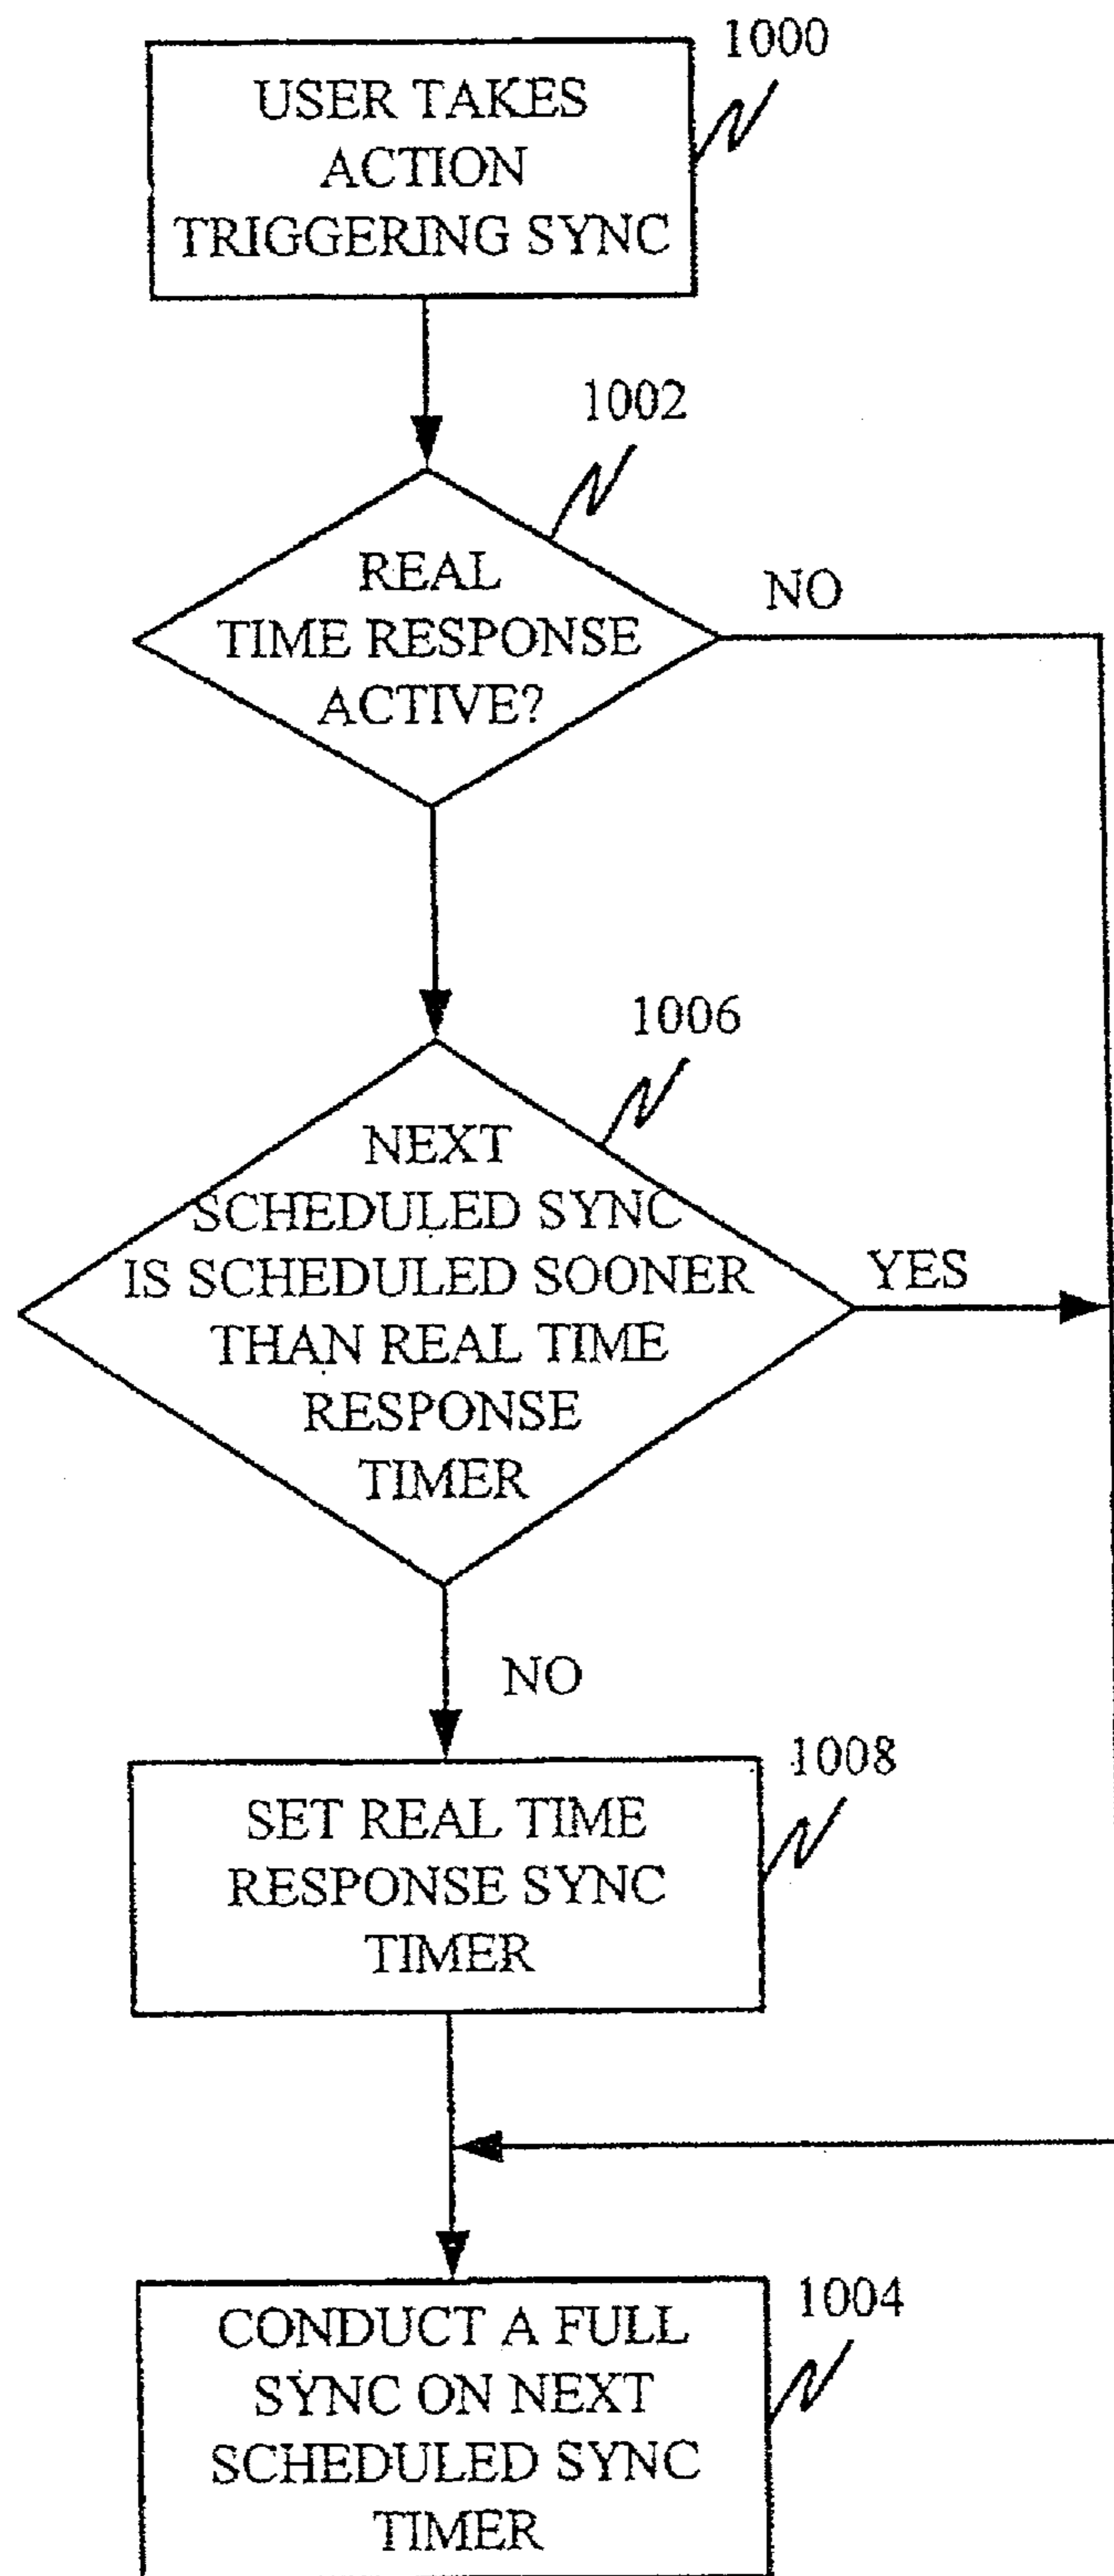 1000
USER TAKES
ACTION
TRIGGERING SYNC
1002
REAL
TIME RESPONSE
ACTIVE?
NO
1006
NEXT
SCHEDULED SYNC
IS SCHEDULED SOONER
THAN REAL TIME
RESPONSE
TIMER
YES
NO
1008
SET REAL TIME
RESPONSE SYNC
TIMER
1004
CONDUCT A FULL
SYNC ON NEXT
SCHEDULED SYNC
TIMER